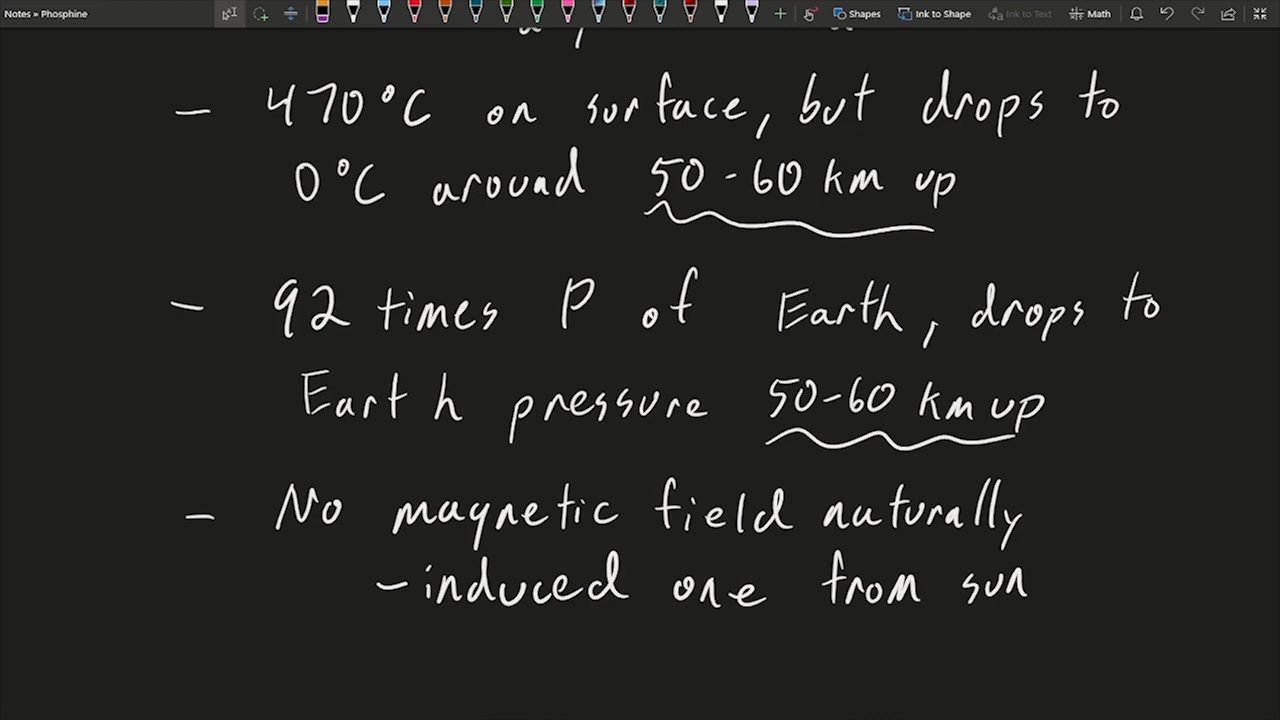 Notes » Phosphine
Shapes
Ink to Shape
Ink to Text
Math
- 470°C on surface, but drops to
0°C around 50-60 km up
- 92 times P of Earth, drops to
Earth pressure 50-60 km up
- No magnetic field naturally
- induced one from sun